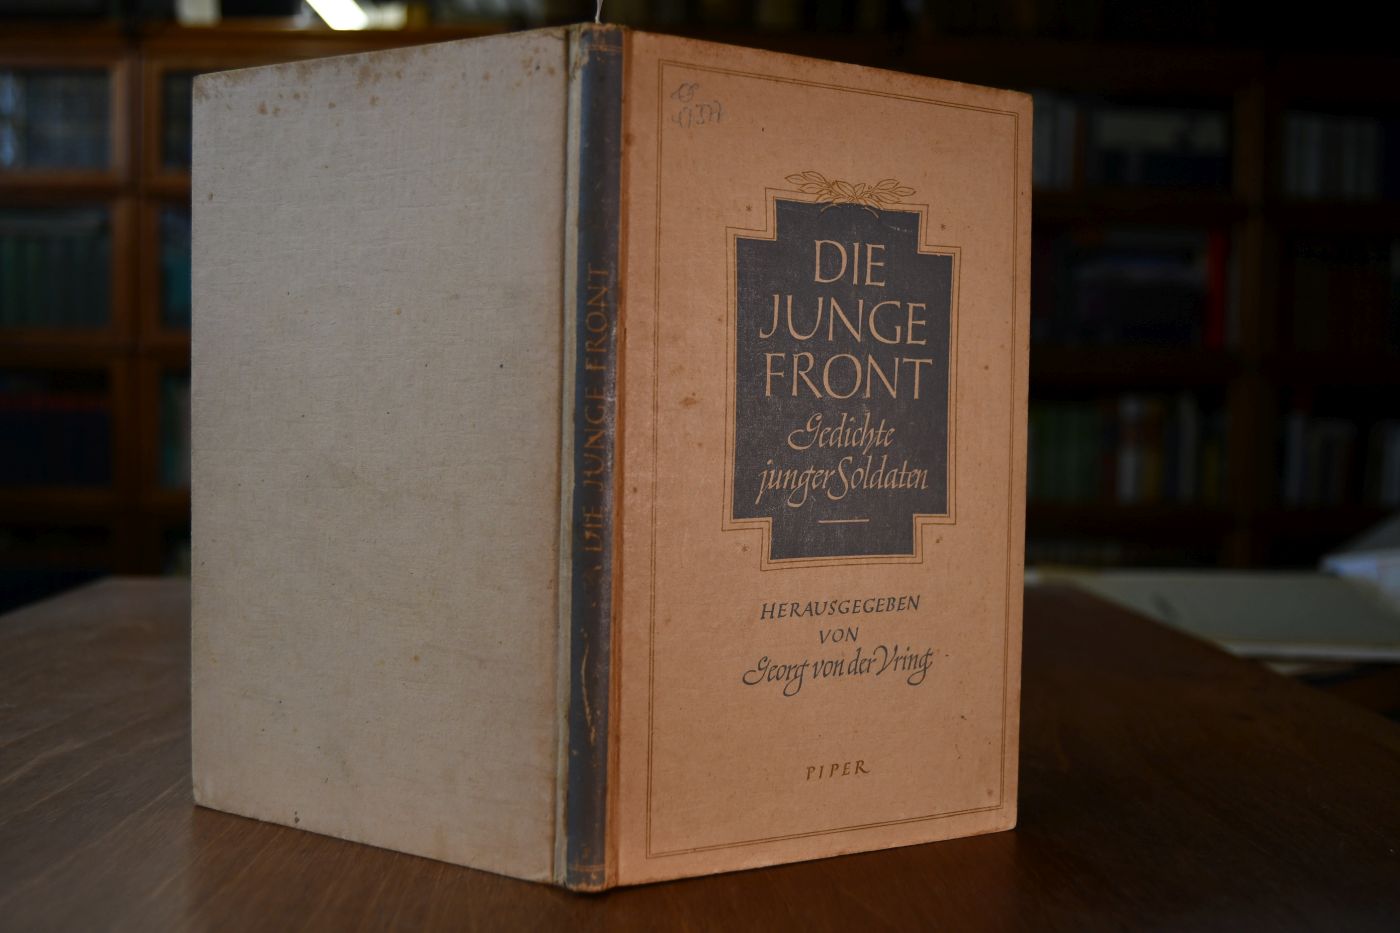 DIE JUNGE FRONT
DIE
JUNGE
FRONT
Gedichte
junger Soldaten
HERAUSGEGEBEN
VON
Georg von der Vring
PIPER